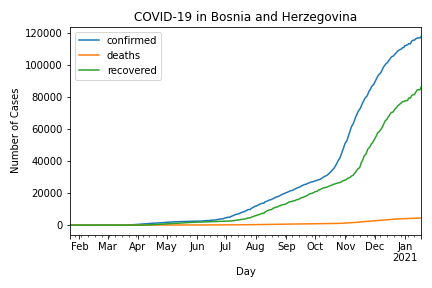 COVID-19 in Bosnia and Herzegovina
120000
100000
80000
60000
40000
20000
0
Number of Cases
confirmed
deaths
recovered
Feb Mar Apr May Jun Jul Aug Sep Oct Nov Dec Jan
2021
Day